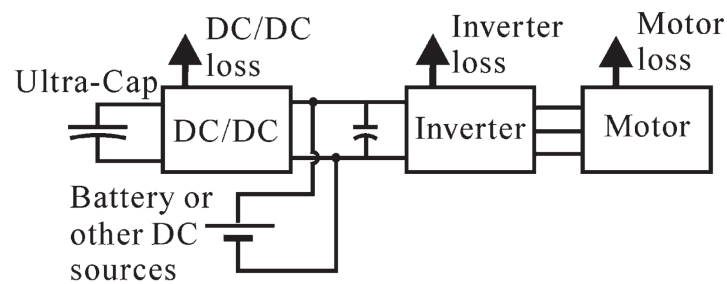 DC/DC
loss
Inverter
loss
Motor
loss
Ultra-Cap
DC/DC
Inverter
Motor
Battery or
other DC
sources